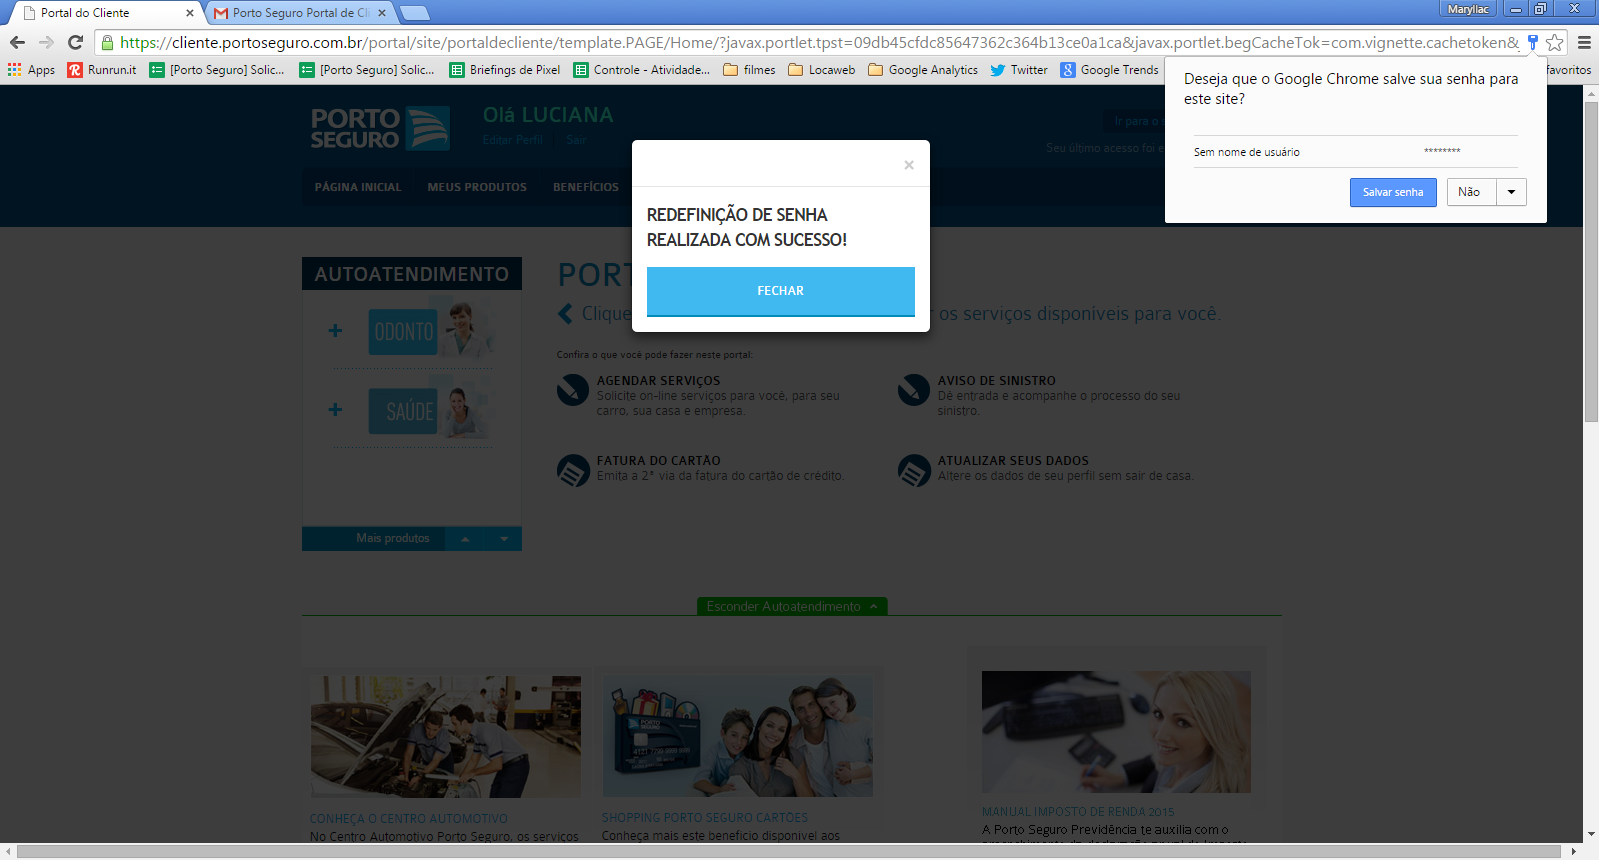 Portal do Cliente
Porto Seguro Portal de Cli
Maryllac
https://cliente.portoseguro.com.br/portal/site/portaldecliente/template.PAGE/Home/?javax.portlet.tpst=09db45cfdc85647362c364b13ce0a1ca&javax.portlet.begCacheTok=com.vignette.cachetoken&
Apps
Runrun.it
[Porto Seguro] Solic...
[Porto Seguro] Solic...
Briefings de Pixel
Controle - Atividade...
filmes
Locaweb
Google Analytics
Twitter
Google Trends
favoritos
Deseja que o Google Chrome salve sua senha para
este site?
Sem nome de usuário ********
Salvar senha Não
PORTO
SEGURO
Olá LUCIANA
Editar Perfil Sair
Ir para o
Seu último acesso foi e
PÁGINA INICIAL MEUS PRODUTOS BENEFÍCIOS
×
REDEFINIÇÃO DE SENHA
REALIZADA COM SUCESSO!
FECHAR
AUTOATENDIMENTO
+ ODONTO
+ SAÚDE
Mais produtos
PORT
Clique
os serviços disponíveis para você.
Confira o que você pode fazer neste portal:
AGENDAR SERVIÇOS
Solicite on-line serviços para você, para seu
carro, sua casa e empresa.
AVISO DE SINISTRO
Dê entrada e acompanhe o processo do seu
sinistro.
FATURA DO CARTÃO
Emita a 2ª via da fatura do cartão de crédito.
ATUALIZAR SEUS DADOS
Altere os dados de seu perfil sem sair de casa.
Esconder Autoatendimento
PORTO
SEGURO
CONHEÇA O CENTRO AUTOMOTIVO
No Centro Automotivo Porto Seguro, os serviços
SHOPPING PORTO SEGURO CARTÕES
Conheça mais este benefício disponível aos
MANUAL IMPOSTO DE RENDA 2015
A Porto Seguro Previdência te auxilia com o